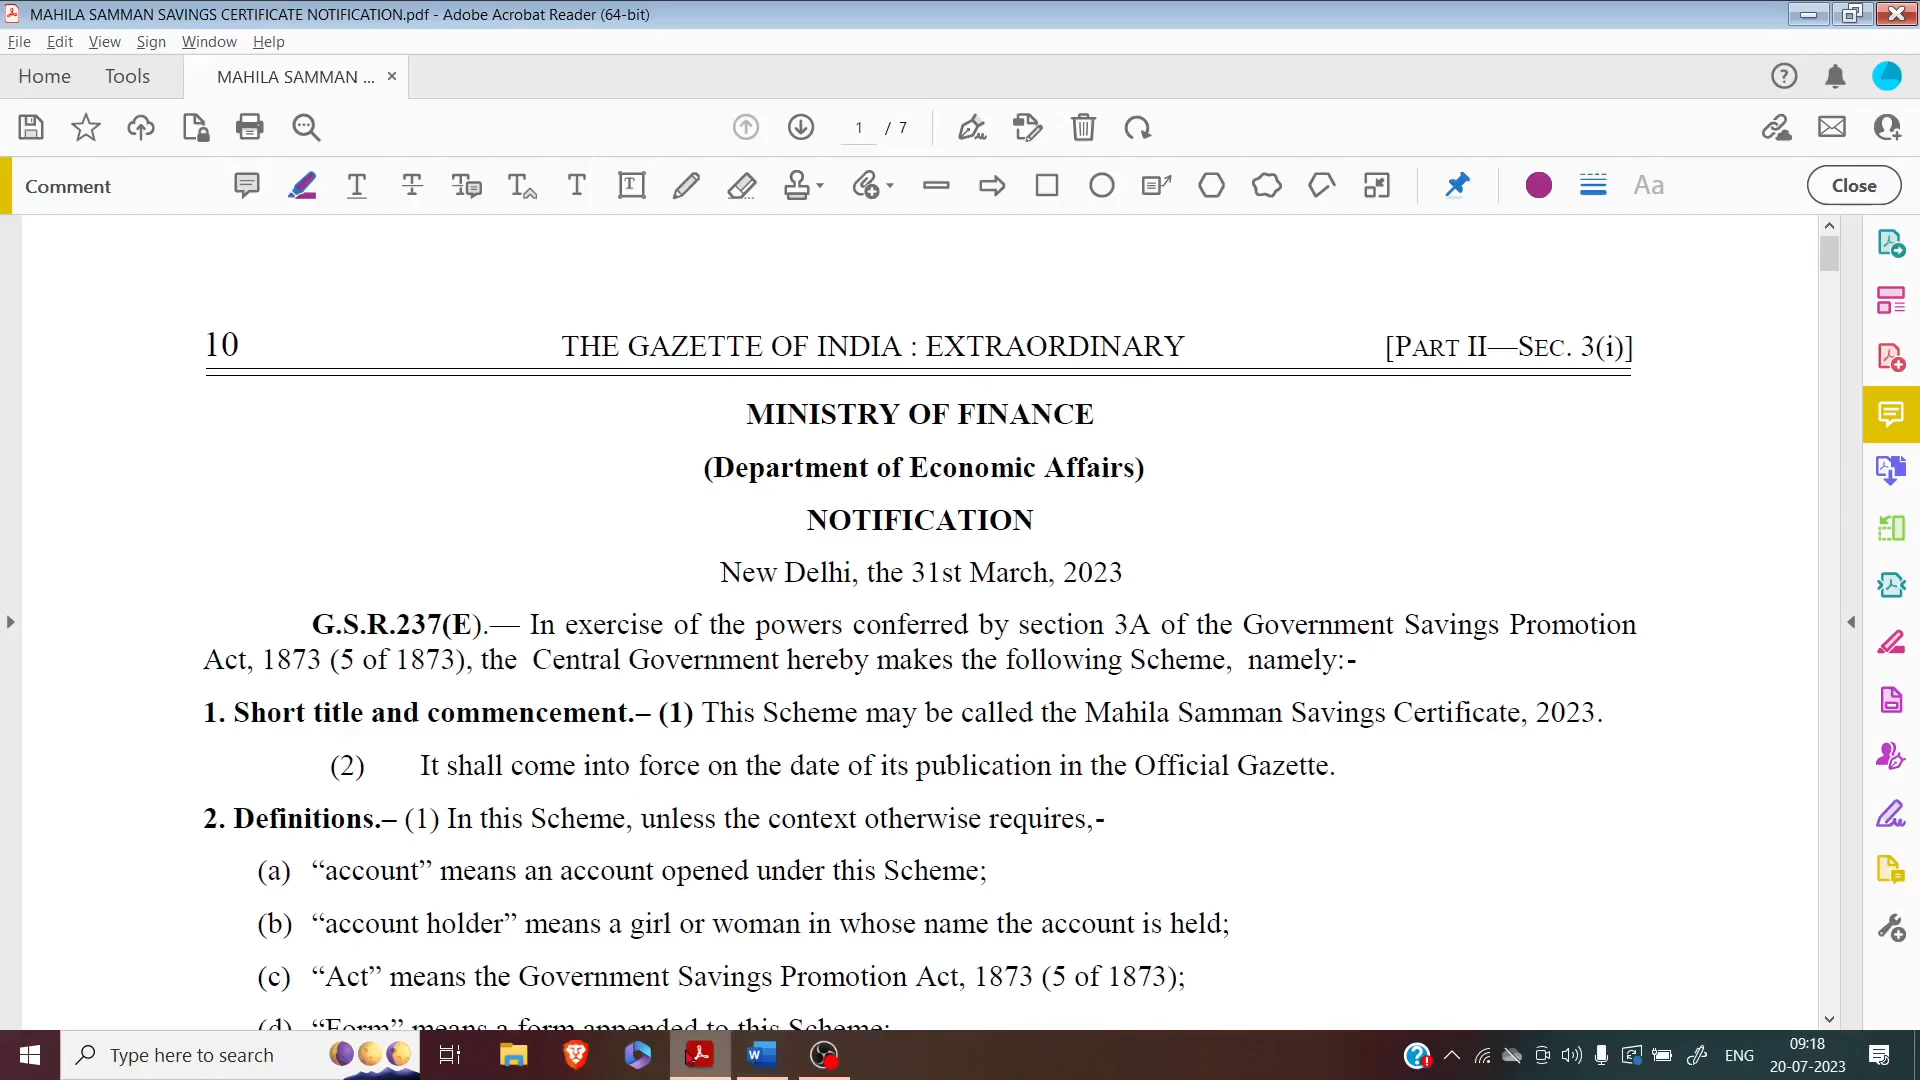 MAHILA SAMMAN SAVINGS CERTIFICATE NOTIFICATION.pdf - Adobe Acrobat Reader (64-bit)
File Edit View Sign Window Help
Home Tools MAHILA SAMMAN ... ×
1 / 7
Comment Aa Close
10 THE GAZETTE OF INDIA : EXTRAORDINARY [PART II—SEC. 3(i)]
MINISTRY OF FINANCE
(Department of Economic Affairs)
NOTIFICATION
New Delhi, the 31st March, 2023
G.S.R.237(E).— In exercise of the powers conferred by section 3A of the Government Savings Promotion
Act, 1873 (5 of 1873), the Central Government hereby makes the following Scheme, namely:-
1. Short title and commencement.– (1) This Scheme may be called the Mahila Samman Savings Certificate, 2023.
(2) It shall come into force on the date of its publication in the Official Gazette.
2. Definitions.– (1) In this Scheme, unless the context otherwise requires,-
(a) “account” means an account opened under this Scheme;
(b) “account holder” means a girl or woman in whose name the account is held;
(c) “Act” means the Government Savings Promotion Act, 1873 (5 of 1873);
(d) “Form” means a form appended to this Scheme;
Type here to search ENG 09:18
20-07-2023